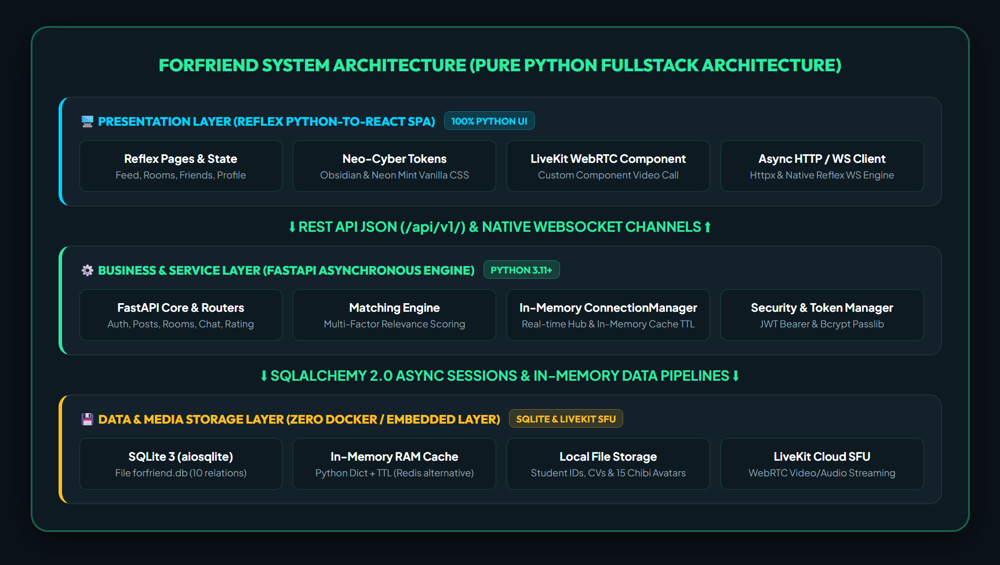 FORFRIEND SYSTEM ARCHITECTURE (PURE PYTHON FULLSTACK ARCHITECTURE)
🖥️ PRESENTATION LAYER (REFLEX PYTHON-TO-REACT SPA) 100% PYTHON UI
Reflex Pages & State
Feed, Rooms, Friends, Profile
Neo-Cyber Tokens
Obsidian & Neon Mint Vanilla CSS
LiveKit WebRTC Component
Custom Component Video Call
Async HTTP / WS Client
Httpx & Native Reflex WS Engine
⬇ REST API JSON (/api/v1/) & NATIVE WEBSOCKET CHANNELS ⬆
⚙️ BUSINESS & SERVICE LAYER (FASTAPI ASYNCHRONOUS ENGINE) PYTHON 3.11+
FastAPI Core & Routers
Auth, Posts, Rooms, Chat, Rating
Matching Engine
Multi-Factor Relevance Scoring
In-Memory ConnectionManager
Real-time Hub & In-Memory Cache TTL
Security & Token Manager
JWT Bearer & Bcrypt Passlib
⬇ SQLALCHEMY 2.0 ASYNC SESSIONS & IN-MEMORY DATA PIPELINES ⬇
💾 DATA & MEDIA STORAGE LAYER (ZERO DOCKER / EMBEDDED LAYER) SQLITE & LIVEKIT SFU
SQLite 3 (aiosqlite)
File forfriend.db (10 relations)
In-Memory RAM Cache
Python Dict + TTL (Redis alternative)
Local File Storage
Student IDs, CVs & 15 Chibi Avatars
LiveKit Cloud SFU
WebRTC Video/Audio Streaming